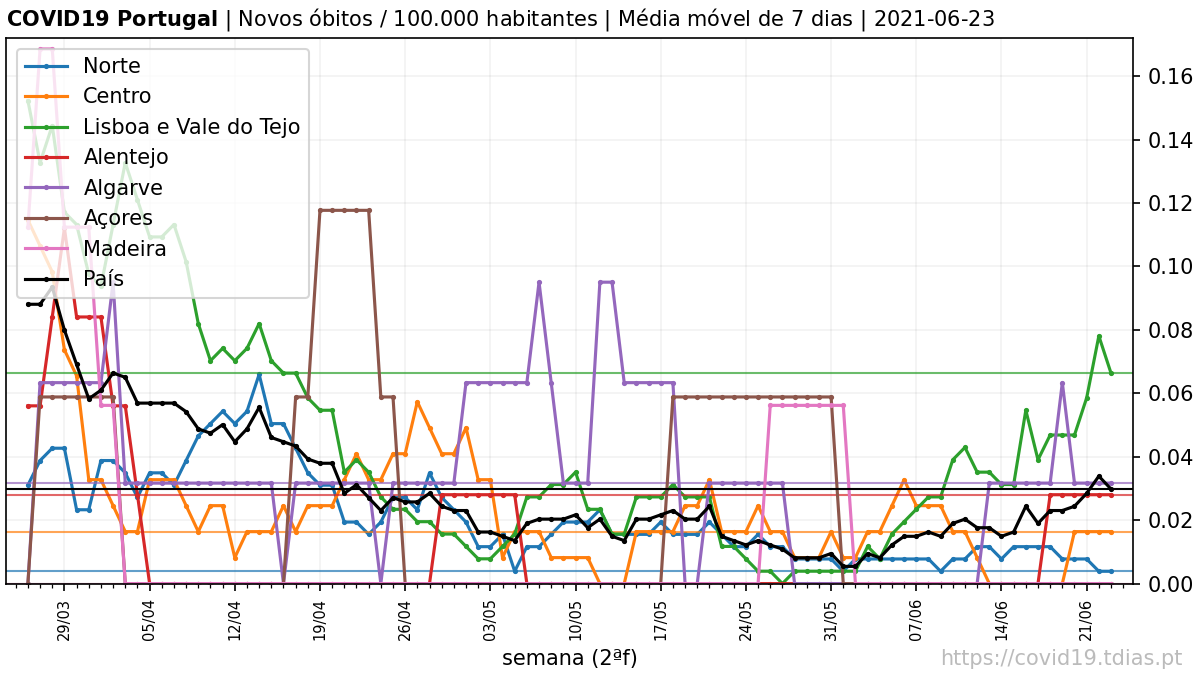 COVID19 Portugal | Novos óbitos / 100.000 habitantes | Média móvel de 7 dias | 2021-06-23
Norte
Centro
Lisboa e Vale do Tejo
Alentejo
Algarve
Açores
Madeira
País
0.16
0.14
0.12
0.10
0.08
0.06
0.04
0.02
0.00
29/03
05/04
12/04
19/04
26/04
03/05
10/05
17/05
24/05
31/05
07/06
14/06
21/06
semana (2ªf)
https://covid19.tdias.pt